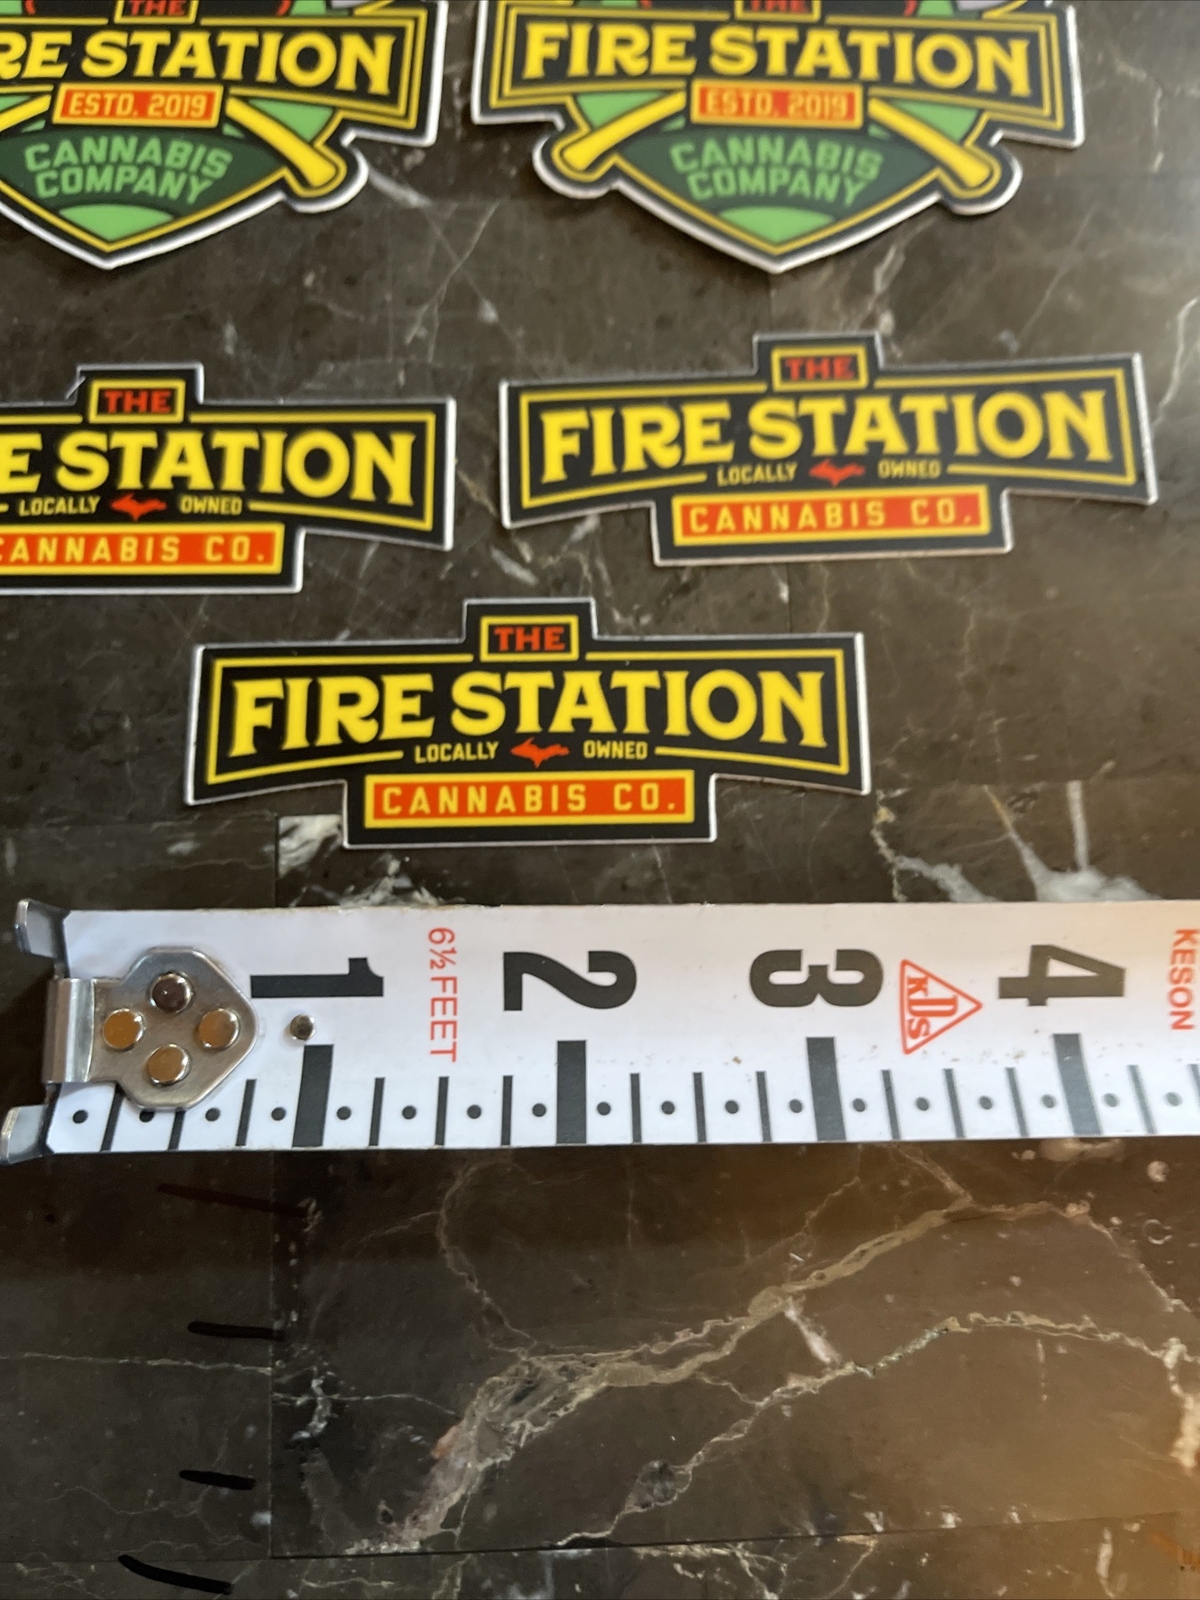 THE
RE STATION
ESTD. 2019
CANNABIS
COMPANY
THE
FIRE STATION
ESTD. 2019
CANNABIS
COMPANY
THE
E STATION
LOCALLY OWNED
CANNABIS CO.
THE
FIRE STATION
LOCALLY OWNED
CANNABIS CO.
THE
FIRE STATION
LOCALLY OWNED
CANNABIS CO.
1
6½ FEET
2
3
KDS
4
KESON